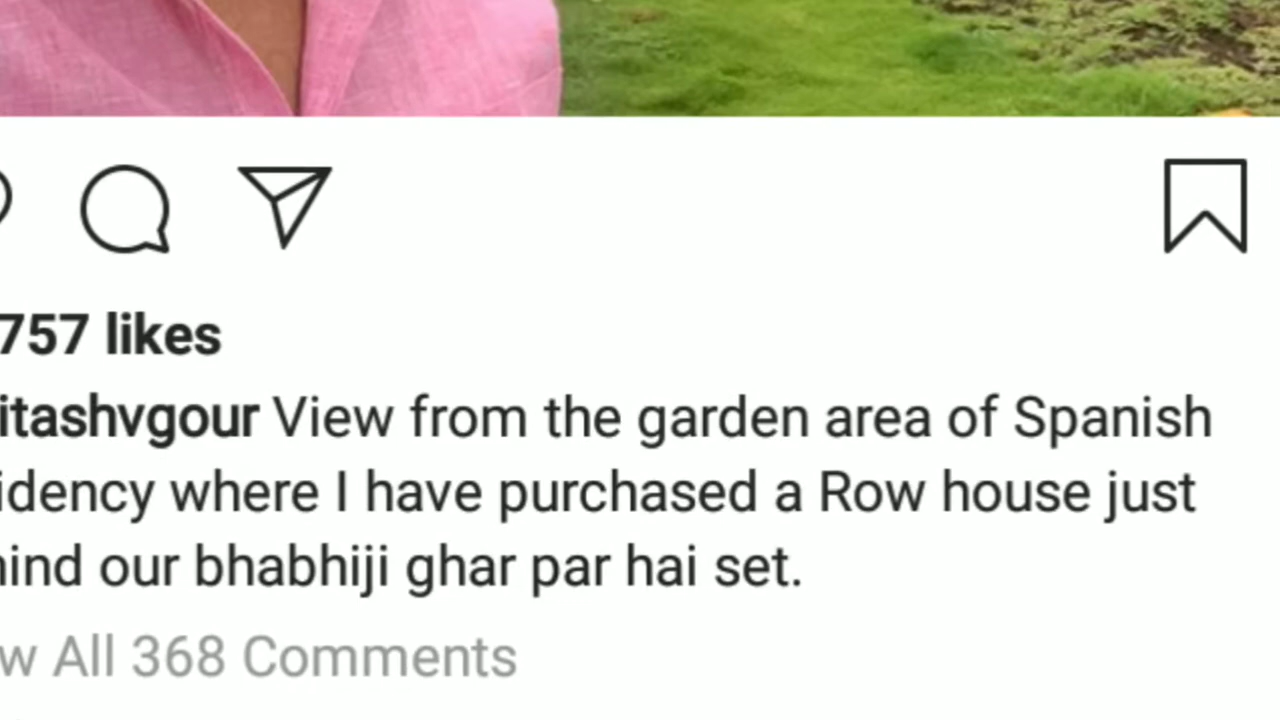 757 likes
itashvgour View from the garden area of Spanish
idency where I have purchased a Row house just
hind our bhabhiji ghar par hai set.
w All 368 Comments